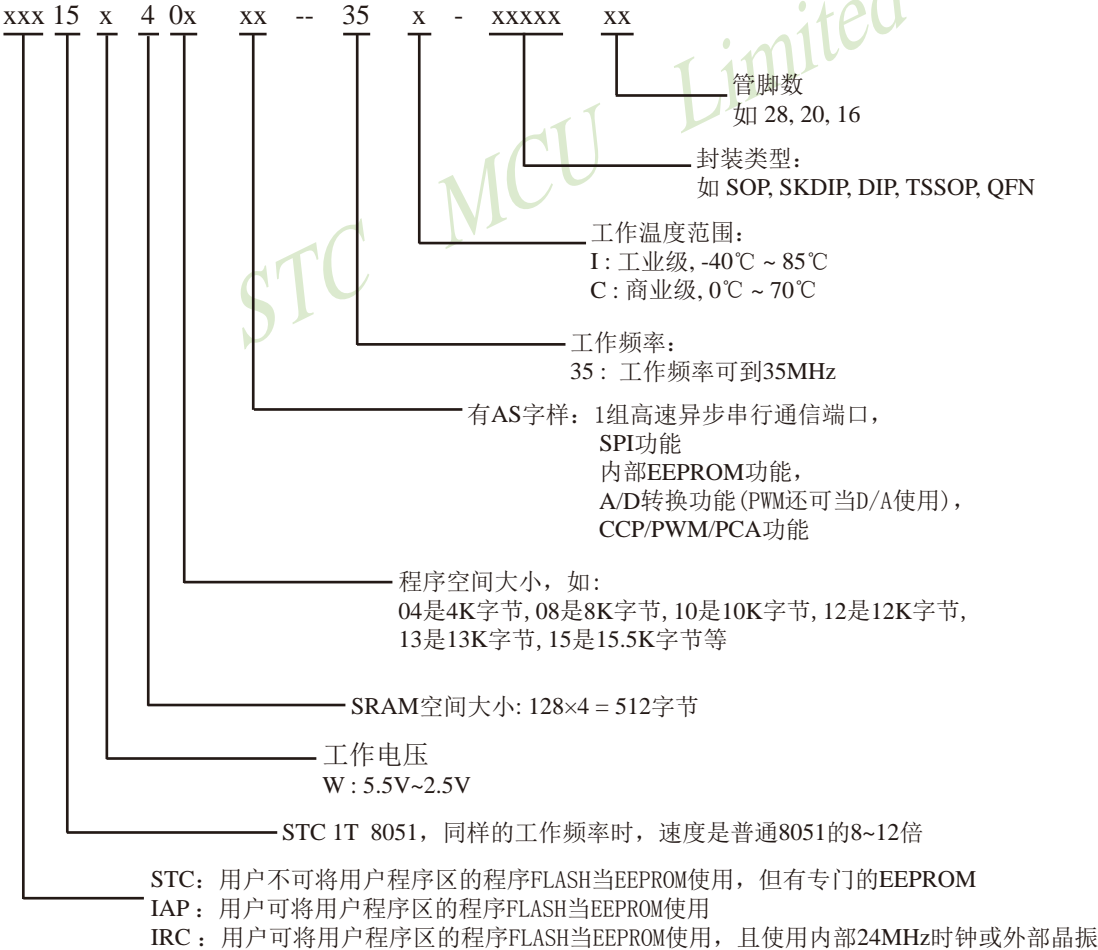 xxx 15 x 4 0x xx -- 35 x - xxxxx xx
管脚数
如 28, 20, 16
封装类型：
如 SOP, SKDIP, DIP, TSSOP, QFN
工作温度范围：
I : 工业级, -40℃ ~ 85℃
C : 商业级, 0℃ ~ 70℃
工作频率：
35 : 工作频率可到35MHz
有AS字样：1组高速异步串行通信端口，
SPI功能
内部EEPROM功能，
A/D转换功能(PWM还可当D/A使用)，
CCP/PWM/PCA功能
程序空间大小，如:
04是4K字节, 08是8K字节, 10是10K字节, 12是12K字节,
13是13K字节, 15是15.5K字节等
SRAM空间大小: 128×4 = 512字节
工作电压
W : 5.5V~2.5V
STC 1T 8051，同样的工作频率时，速度是普通8051的8~12倍
STC：用户不可将用户程序区的程序FLASH当EEPROM使用，但有专门的EEPROM
IAP：用户可将用户程序区的程序FLASH当EEPROM使用
IRC：用户可将用户程序区的程序FLASH当EEPROM使用，且使用内部24MHz时钟或外部晶振
STC MCU Limited